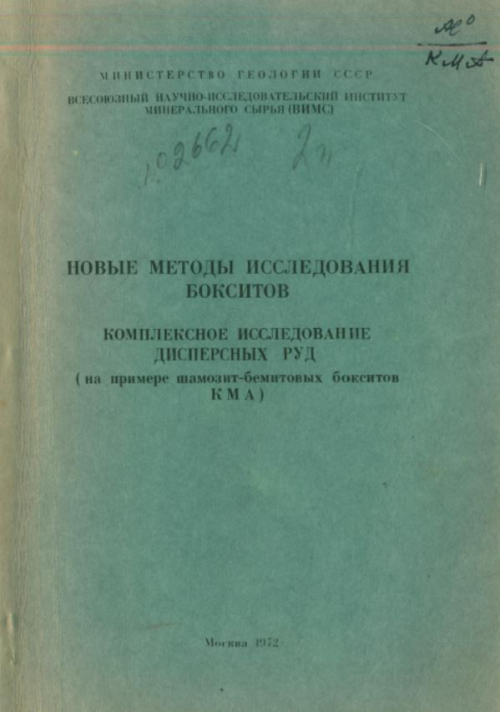 КМА
МИНИСТЕРСТВО ГЕОЛОГИИ СССР
ВСЕСОЮЗНЫЙ НАУЧНО-ИССЛЕДОВАТЕЛЬСКИЙ ИНСТИТУТ
МИНЕРАЛЬНОГО СЫРЬЯ (ВИМС)
НОВЫЕ МЕТОДЫ ИССЛЕДОВАНИЯ
БОКСИТОВ
КОМПЛЕКСНОЕ ИССЛЕДОВАНИЕ
ДИСПЕРСНЫХ РУД
( на примере шамозит-бемитовых бокситов
К М А )
Москва 1972